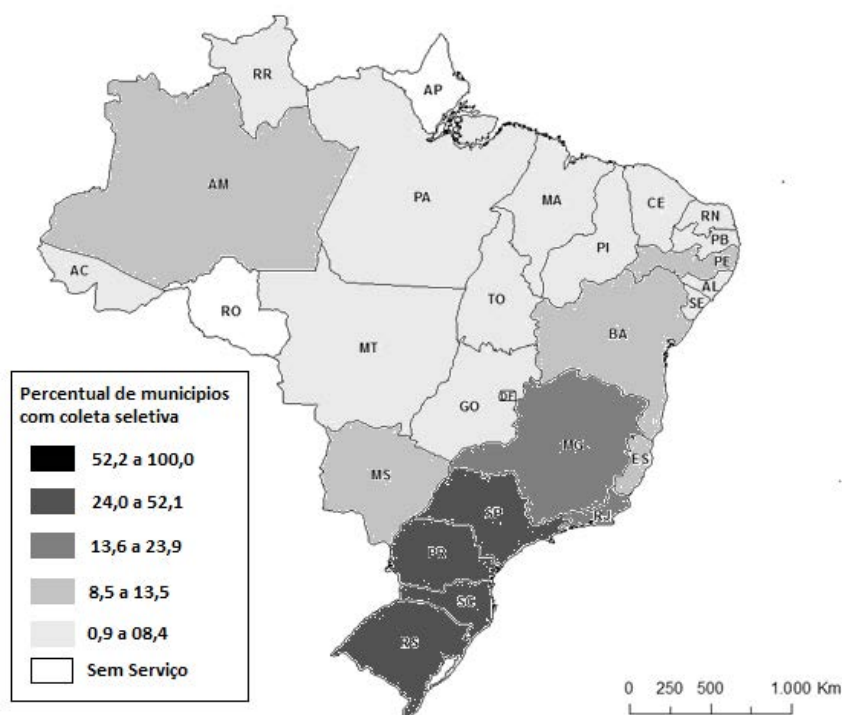 RR
AP
AM
PA
MA
CE
RN
PB
PE
AL
SE
PI
AC
RO
TO
BA
MT
GO
DF
MG
ES
MS
SP
RJ
PR
SC
RS
Percentual de municipios
com coleta seletiva
52,2 a 100,0
24,0 a 52,1
13,6 a 23,9
8,5 a 13,5
0,9 a 08,4
Sem Serviço
0 250 500 1.000 Km